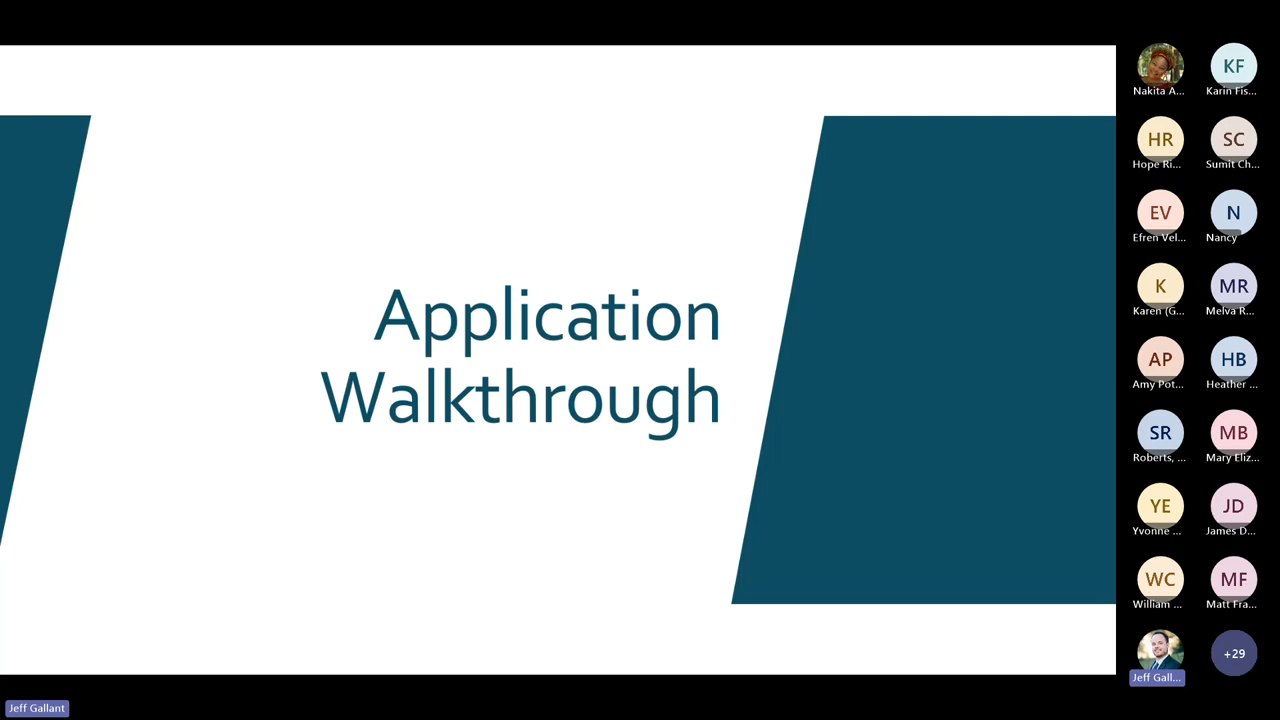 Application
Walkthrough
Nakita A...
KF
Karin Fis...
HR
Hope Ri...
SC
Sumit Ch...
EV
Efren Vel...
N
Nancy
K
Karen (G...
MR
Melva R...
AP
Amy Pot...
HB
Heather ...
SR
Roberts, ...
MB
Mary Eliz...
YE
Yvonne ...
JD
James D...
WC
William ...
MF
Matt Fra...
Jeff Gall...
+29
Jeff Gallant